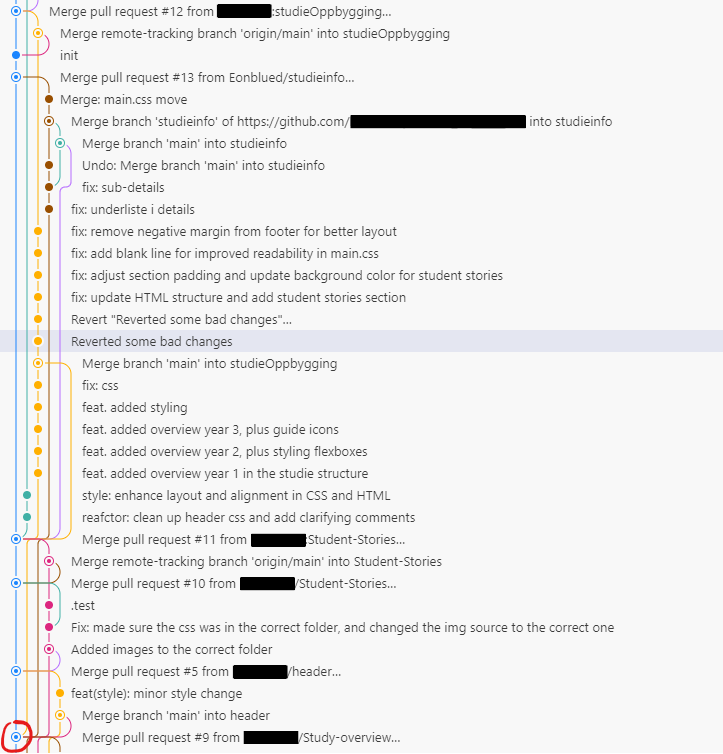 Merge pull request #12 from :studieOppbygging...
Merge remote-tracking branch 'origin/main' into studieOppbygging
init
Merge pull request #13 from Eonblued/studieinfo...
Merge: main.css move
Merge branch 'studieinfo' of https://github.com/ into studieinfo
Merge branch 'main' into studieinfo
Undo: Merge branch 'main' into studieinfo
fix: sub-details
fix: underliste i details
fix: remove negative margin from footer for better layout
fix: add blank line for improved readability in main.css
fix: adjust section padding and update background color for student stories
fix: update HTML structure and add student stories section
Revert "Reverted some bad changes"...
Reverted some bad changes
Merge branch 'main' into studieOppbygging
fix: css
feat. added styling
feat. added overview year 3, plus guide icons
feat. added overview year 2, plus styling flexboxes
feat. added overview year 1 in the studie structure
style: enhance layout and alignment in CSS and HTML
reafctor: clean up header css and add clarifying comments
Merge pull request #11 from :Student-Stories...
Merge remote-tracking branch 'origin/main' into Student-Stories
Merge pull request #10 from /Student-Stories...
.test
Fix: made sure the css was in the correct folder, and changed the img source to the correct one
Added images to the correct folder
Merge pull request #5 from /header...
feat(style): minor style change
Merge branch 'main' into header
Merge pull request #9 from /Study-overview...